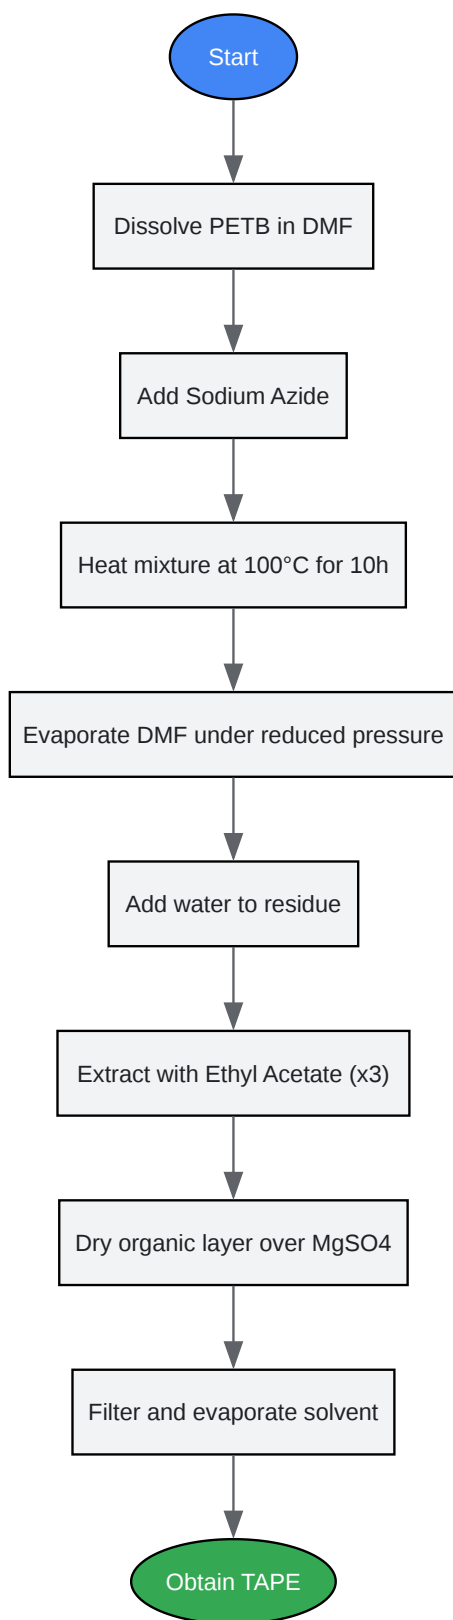 Start
Dissolve PETB in DMF
Add Sodium Azide
Heat mixture at 100°C for 10h
Evaporate DMF under reduced pressure
Add water to residue
Extract with Ethyl Acetate (x3)
Dry organic layer over MgSO4
Filter and evaporate solvent
Obtain TAPE